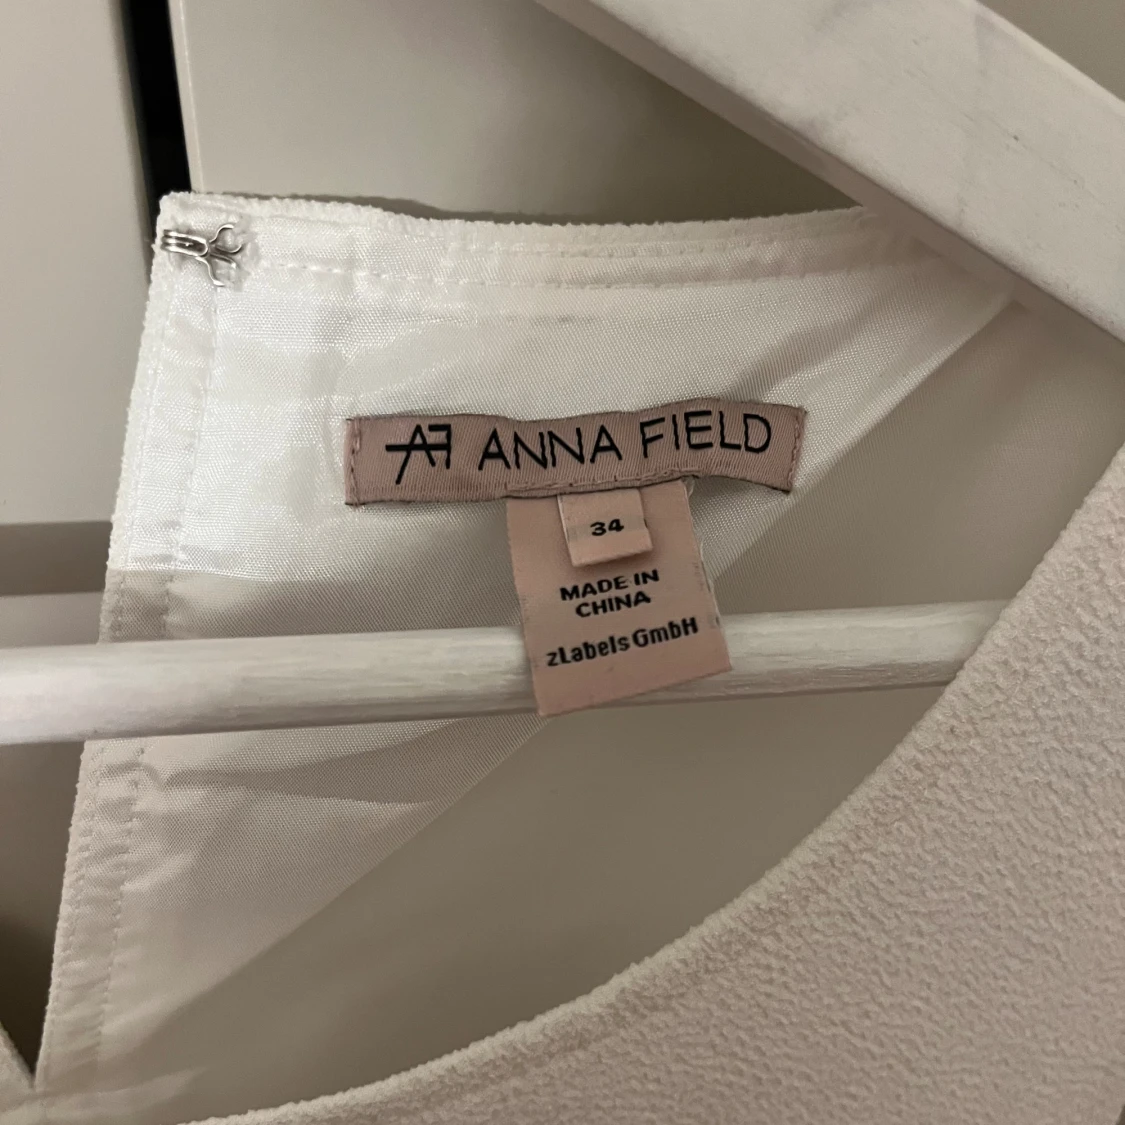 AF ANNA FIELD
34
MADE IN
CHINA
zLabels GmbH